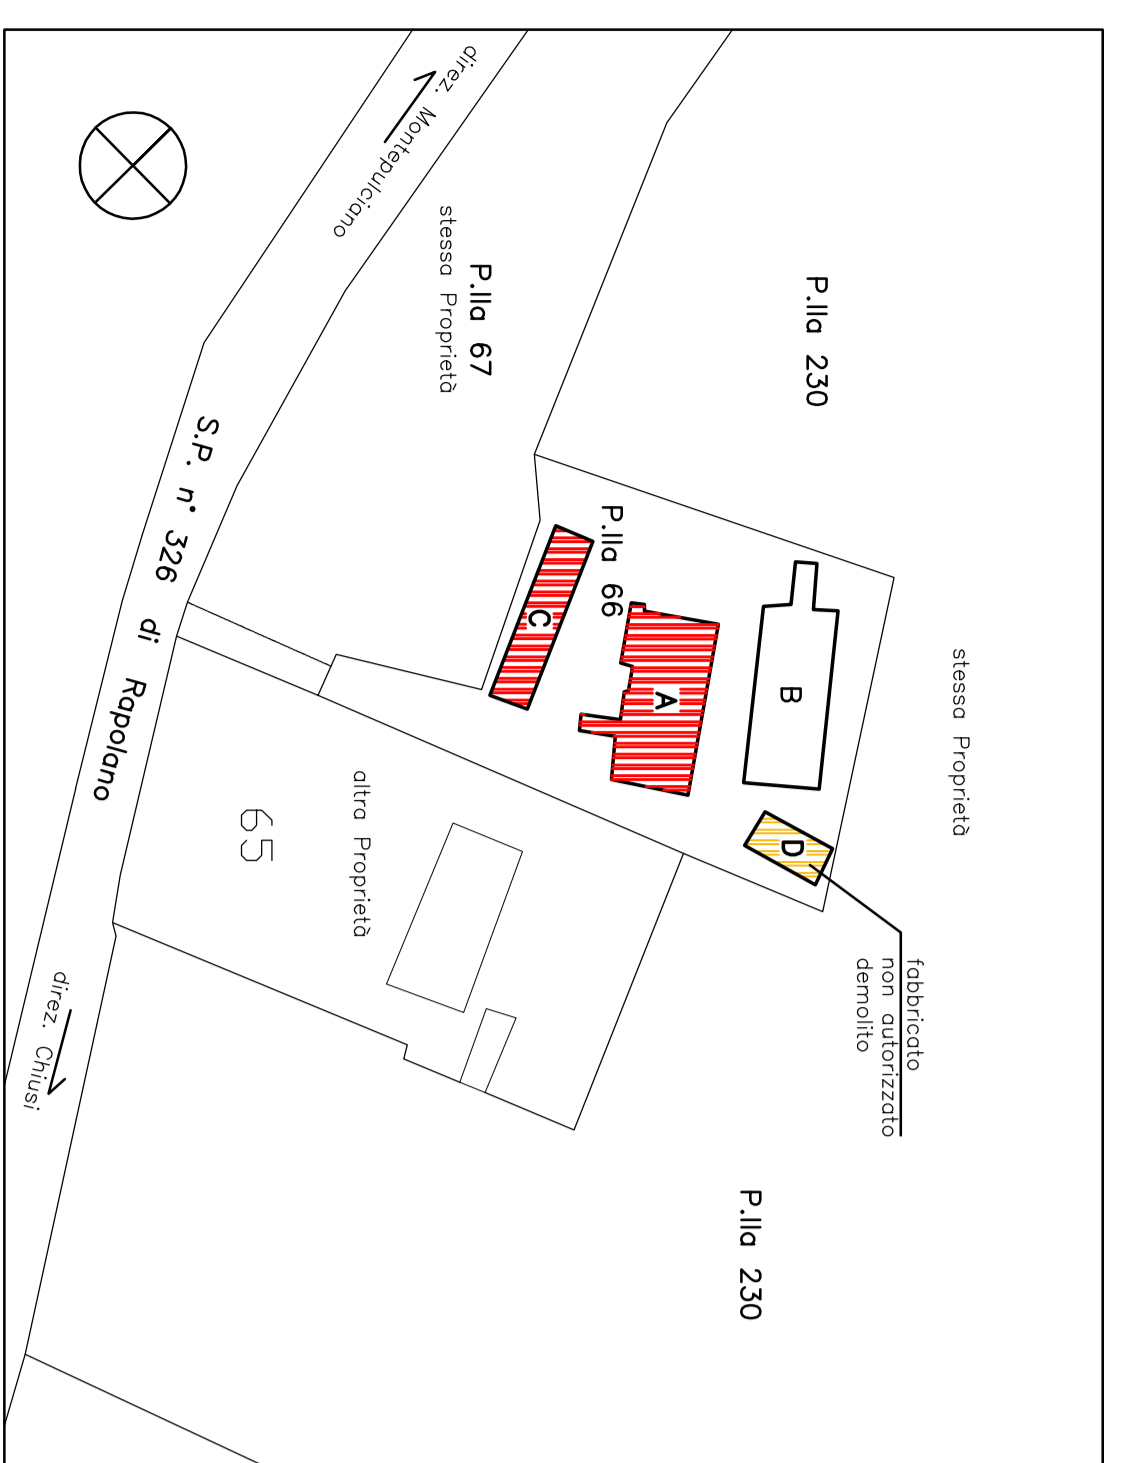 stessa Proprietà
P.lla 230
fabbricato
non autorizzato
demolito
B
D
P.lla 230
A
P.lla 66
C
P.lla 67
stessa Proprietà
direz. Montepulciano
altra Proprietà
65
S.P. n° 326 di Rapolano
direz. Chiusi